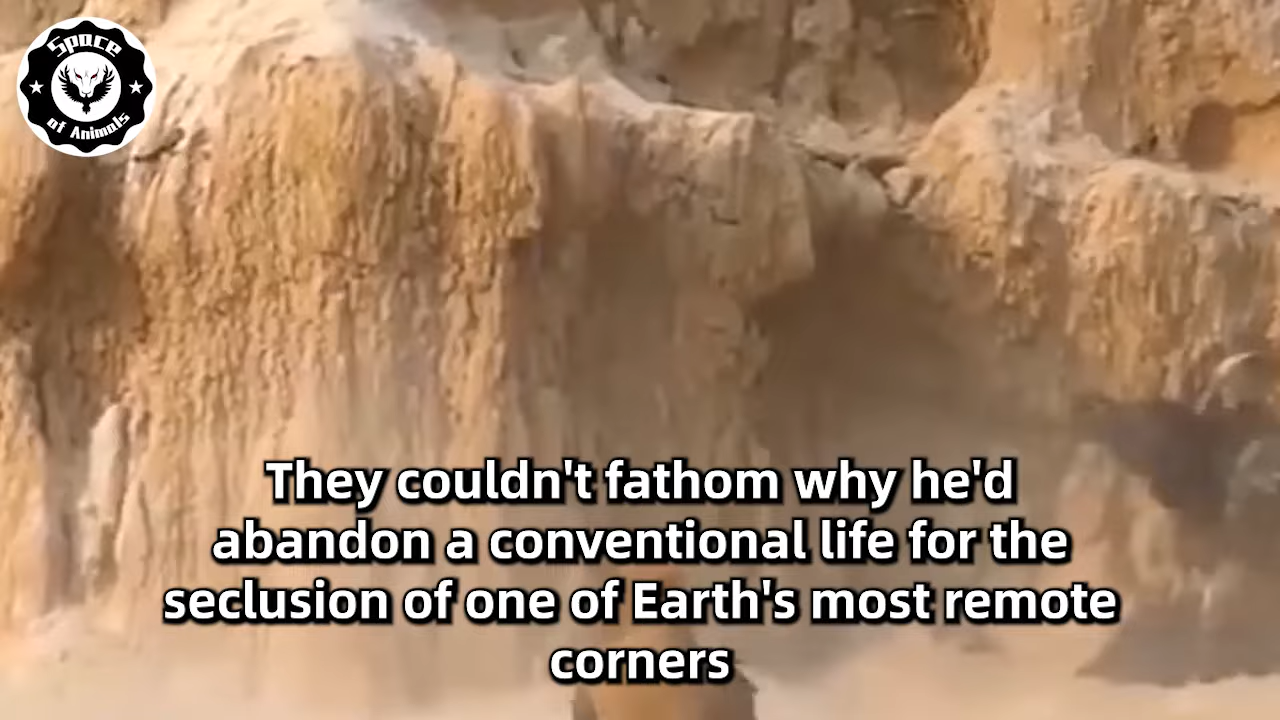 Space
of Animals
They couldn't fathom why he'd
abandon a conventional life for the
seclusion of one of Earth's most remote
corners